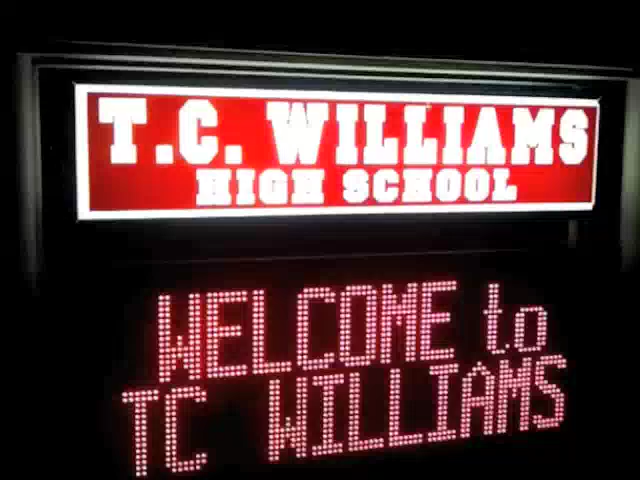 T.C. WILLIAMS
HIGH SCHOOL
WELCOME to
TC WILLIAMS